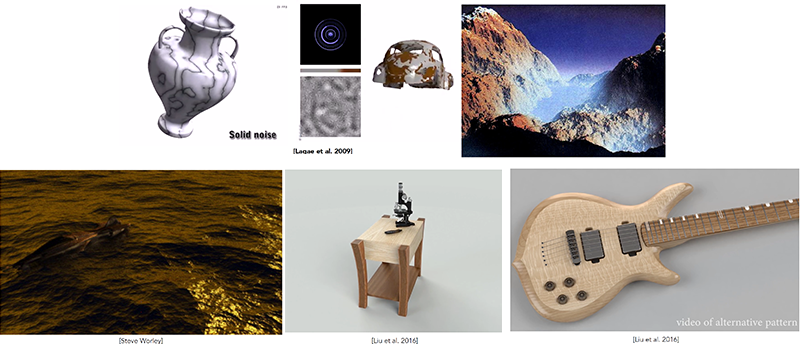 Solid noise
[Lagae et al. 2009]
video of alternative pattern
[Steve Worley]
[Liu et al. 2016]
[Liu et al. 2016]